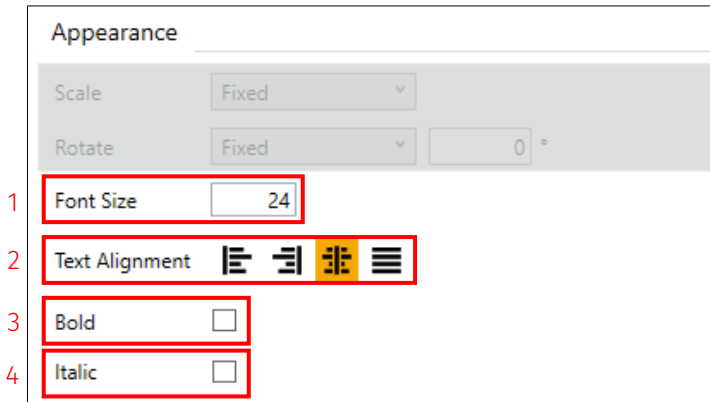 Appearance
Scale Fixed
Rotate Fixed 0 °
1 Font Size 24
2 Text Alignment
3 Bold
4 Italic